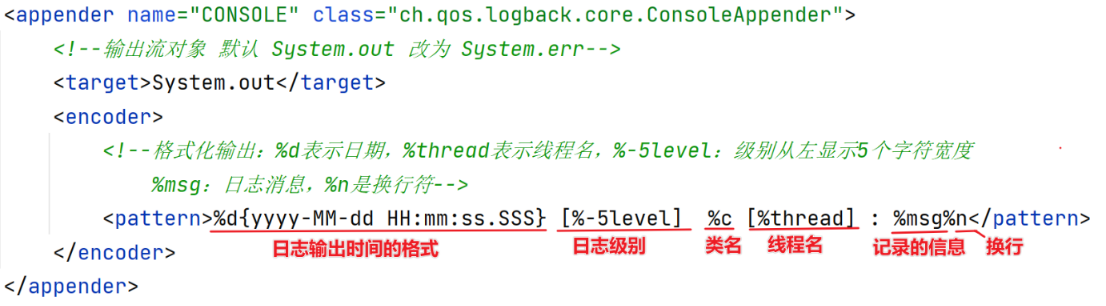 <appender name="CONSOLE" class="ch.qos.logback.core.ConsoleAppender">
<!--输出流对象 默认 System.out 改为 System.err-->
<target>System.out</target>
<encoder>
<!--格式化输出：%d表示日期，%thread表示线程名，%-5level：级别从左显示5个字符宽度
%msg：日志消息，%n是换行符-->
<pattern>%d{yyyy-MM-dd HH:mm:ss.SSS} [%-5level] %c [%thread] : %msg%n</pattern>
日志输出时间的格式 日志级别 类名 线程名 记录的信息 换行
</encoder>
</appender>